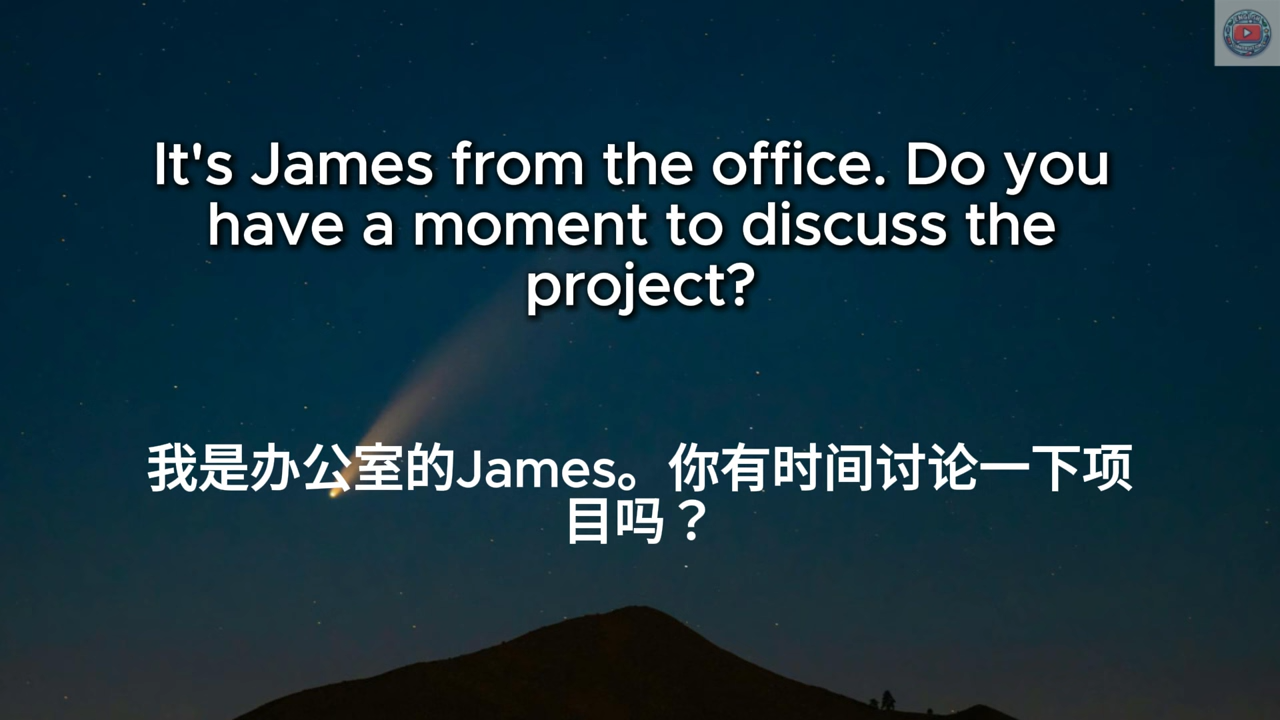 It's James from the office. Do you
have a moment to discuss the
project?
我是办公室的James。你有时间讨论一下项
目吗？